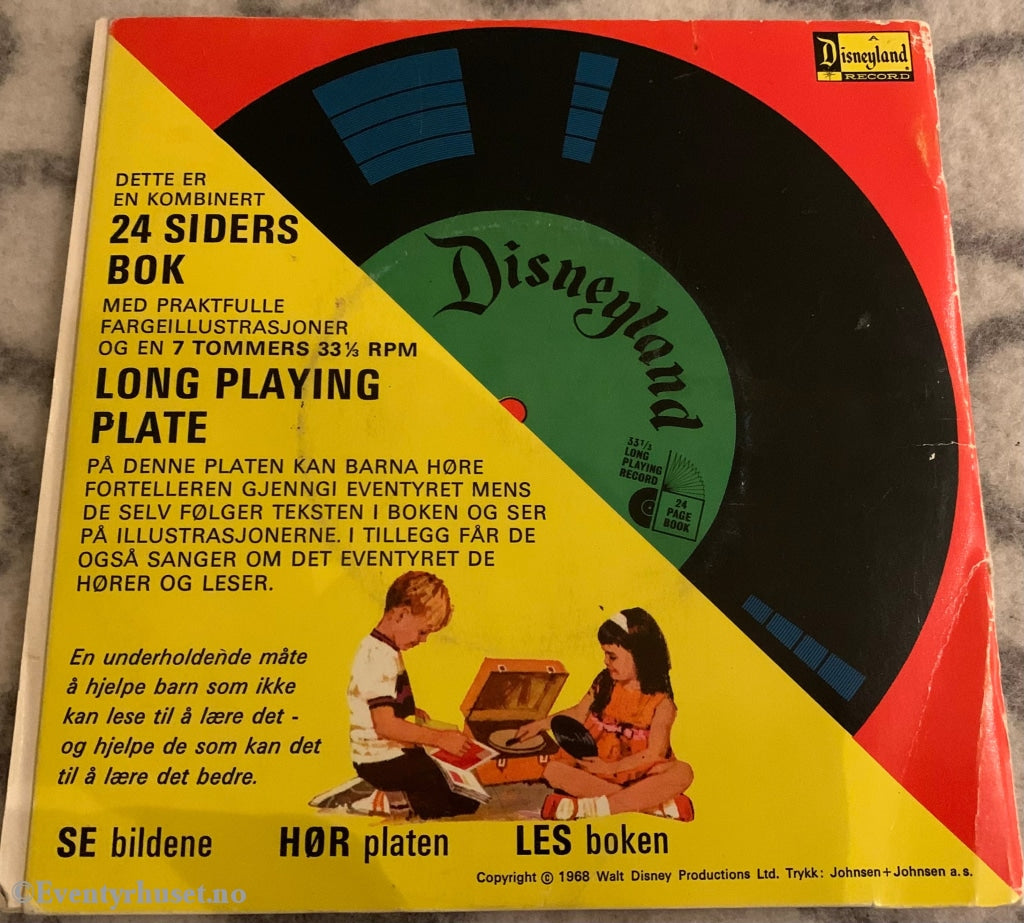 A
Disneyland
RECORD
DETTE ER
EN KOMBINERT
24 SIDERS
BOK
MED PRAKTFULLE
FARGEILLUSTRASJONER
OG EN 7 TOMMERS 33⅓ RPM
LONG PLAYING
PLATE
PÅ DENNE PLATEN KAN BARNA HØRE
FORTELLEREN GJENNGI EVENTYRET MENS
DE SELV FØLGER TEKSTEN I BOKEN OG SER
PÅ ILLUSTRASJONERNE. I TILLEGG FÅR DE
OGSÅ SANGER OM DET EVENTYRET DE
HØRER OG LESER.
Disneyland
33 1/3
LONG
PLAYING
RECORD
24
PAGE
BOOK
En underholdende måte
å hjelpe barn som ikke
kan lese til å lære det -
og hjelpe de som kan det
til å lære det bedre.
SE bildene HØR platen LES boken
Copyright © 1968 Walt Disney Productions Ltd. Trykk: Johnsen+Johnsen a.s.
©Eventyrhuset.no